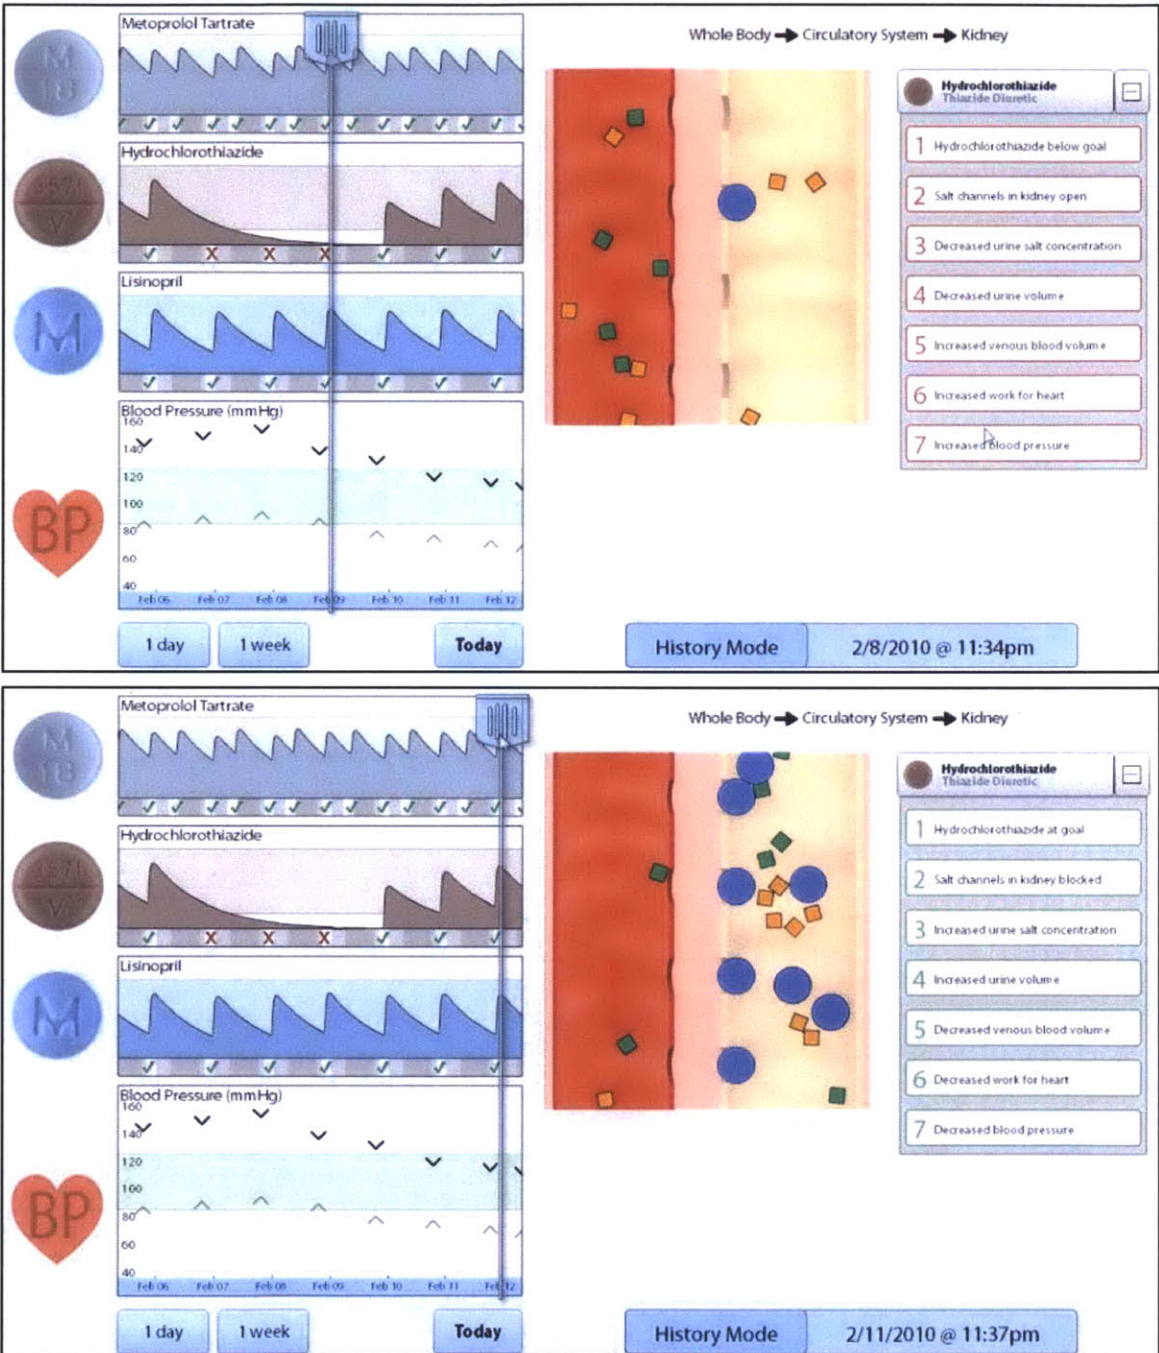 Metoprolol Tartrate
M
18
Hydrochlorothiazide
V
Lisinopril
M
Blood Pressure (mmHg)
160
140
120
100
80
60
40
BP
Feb 06 Feb 07 Feb 08 Feb 09 Feb 10 Feb 11 Feb 12
1 day 1 week Today
Whole Body → Circulatory System → Kidney
Hydrochlorothiazide
Thiazide Diuretic
1 Hydrochlorothiazide below goal
2 Salt channels in kidney open
3 Decreased urine salt concentration
4 Decreased urine volume
5 Increased venous blood volume
6 Increased work for heart
7 Increased blood pressure
History Mode 2/8/2010 @ 11:34pm
Metoprolol Tartrate
M
18
Hydrochlorothiazide
V
Lisinopril
M
Blood Pressure (mmHg)
160
140
120
100
80
60
40
BP
Feb 06 Feb 07 Feb 08 Feb 09 Feb 10 Feb 11 Feb 12
1 day 1 week Today
Whole Body → Circulatory System → Kidney
Hydrochlorothiazide
Thiazide Diuretic
1 Hydrochlorothiazide at goal
2 Salt channels in kidney blocked
3 Increased urine salt concentration
4 Increased urine volume
5 Decreased venous blood volume
6 Decreased work for heart
7 Decreased blood pressure
History Mode 2/11/2010 @ 11:37pm